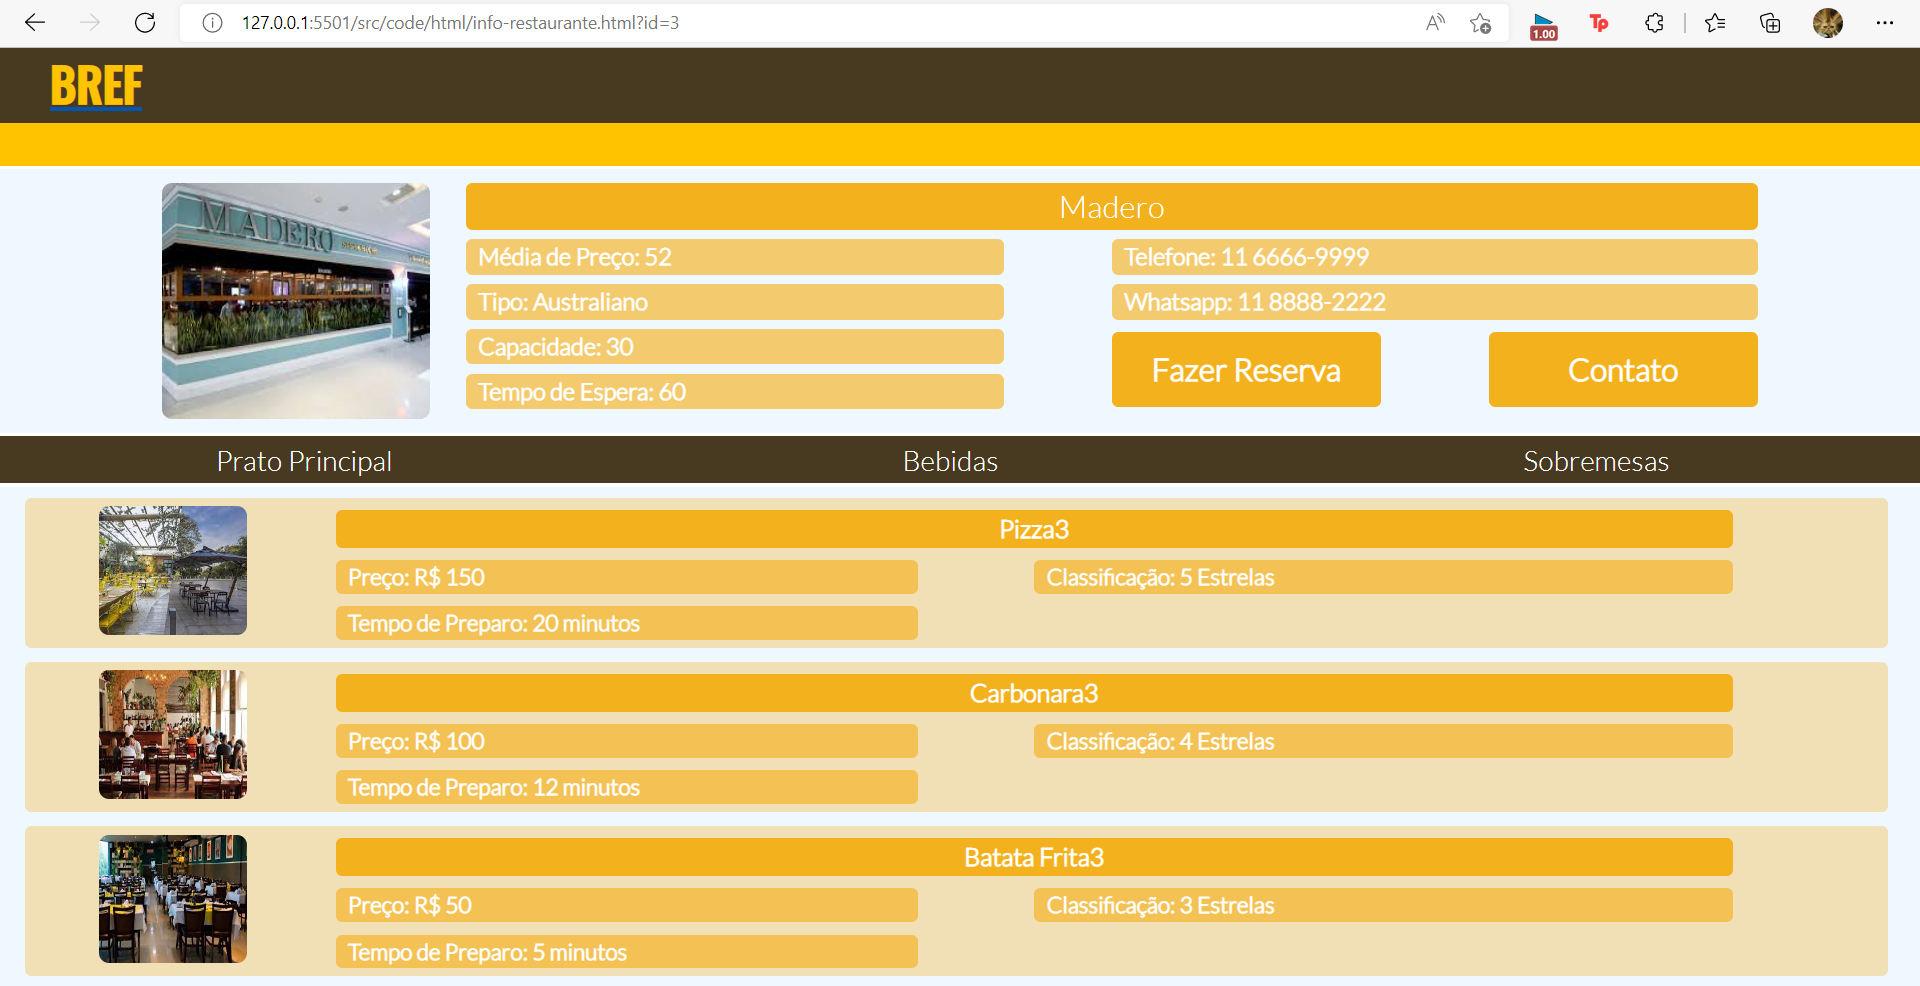 127.0.0.1:5501/src/code/html/info-restaurante.html?id=3
1.00
BREF
MADERO
Madero
Média de Preço: 52
Telefone: 11 6666-9999
Tipo: Australiano
Whatsapp: 11 8888-2222
Capacidade: 30
Fazer Reserva
Contato
Tempo de Espera: 60
Prato Principal
Bebidas
Sobremesas
Pizza3
Preço: R$ 150
Classificação: 5 Estrelas
Tempo de Preparo: 20 minutos
Carbonara3
Preço: R$ 100
Classificação: 4 Estrelas
Tempo de Preparo: 12 minutos
Batata Frita3
Preço: R$ 50
Classificação: 3 Estrelas
Tempo de Preparo: 5 minutos